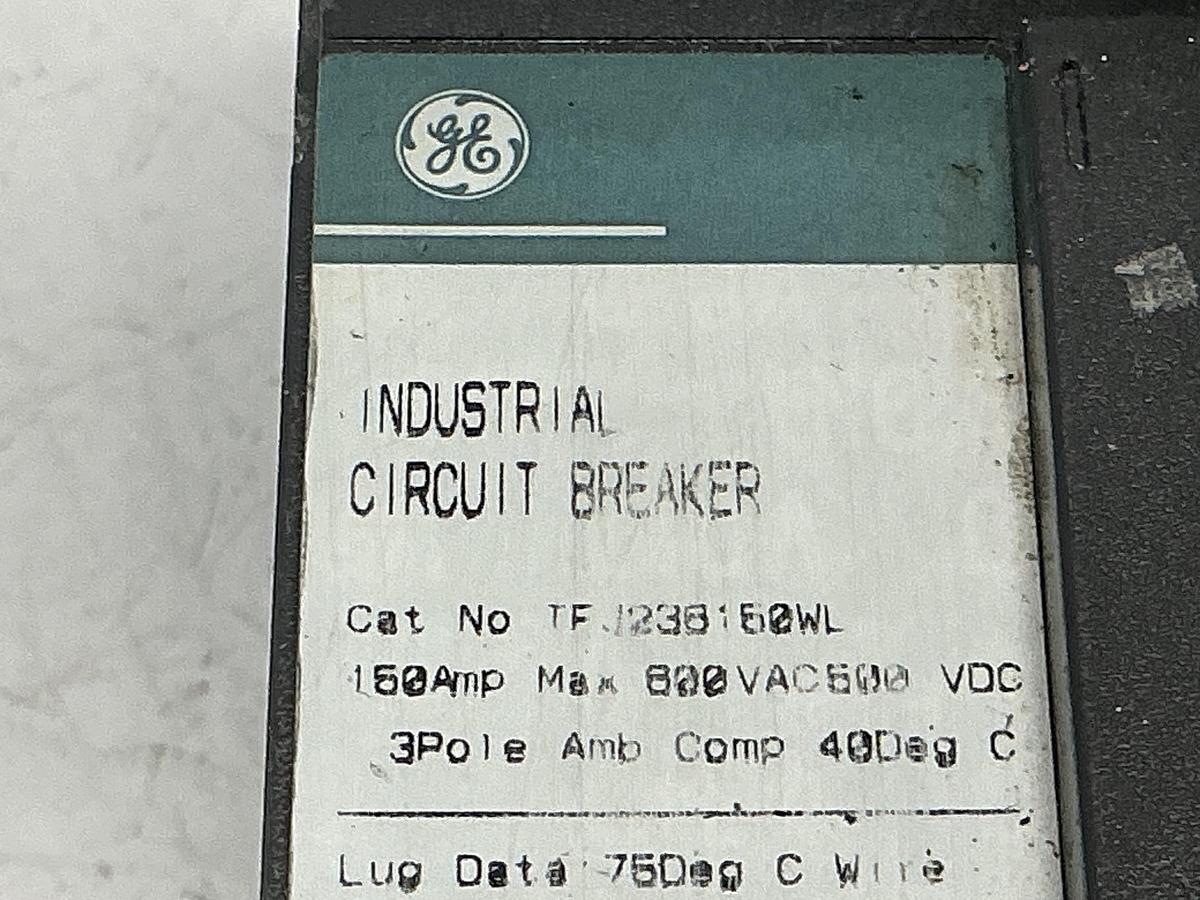 GE
INDUSTRIAL
CIRCUIT BREAKER
Cat No TFJ236150WL
150Amp Max 600VAC500 VDC
3Pole Amb Comp 40Deg C
Lug Data 75Deg C Wire